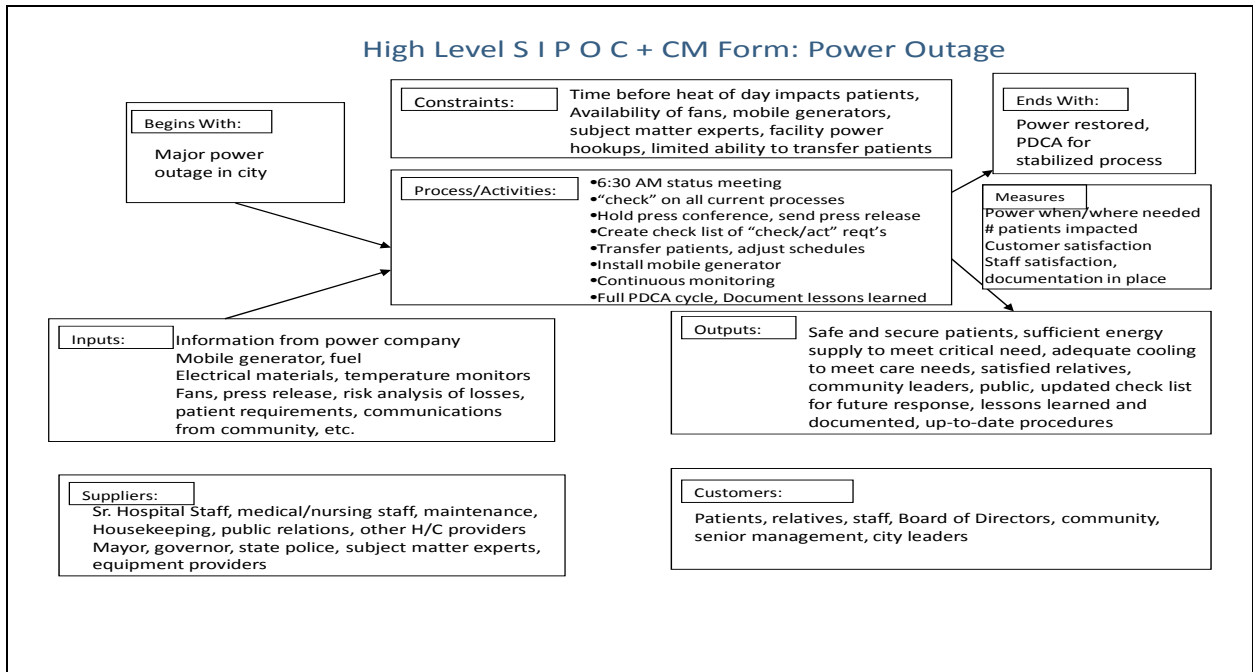 High Level S I P O C + CM Form: Power Outage
Begins With:
Major power
outage in city
Constraints:
Time before heat of day impacts patients,
Availability of fans, mobile generators,
subject matter experts, facility power
hookups, limited ability to transfer patients
Ends With:
Power restored,
PDCA for
stabilized process
Process/Activities:
•6:30 AM status meeting
•“check” on all current processes
•Hold press conference, send press release
•Create check list of “check/act” reqt’s
•Transfer patients, adjust schedules
•Install mobile generator
•Continuous monitoring
•Full PDCA cycle, Document lessons learned
Measures
Power when/where needed
# patients impacted
Customer satisfaction
Staff satisfaction,
documentation in place
Inputs:
Information from power company
Mobile generator, fuel
Electrical materials, temperature monitors
Fans, press release, risk analysis of losses,
patient requirements, communications
from community, etc.
Outputs:
Safe and secure patients, sufficient energy
supply to meet critical need, adequate cooling
to meet care needs, satisfied relatives,
community leaders, public, updated check list
for future response, lessons learned and
documented, up-to-date procedures
Suppliers:
Sr. Hospital Staff, medical/nursing staff, maintenance,
Housekeeping, public relations, other H/C providers
Mayor, governor, state police, subject matter experts,
equipment providers
Customers:
Patients, relatives, staff, Board of Directors, community,
senior management, city leaders